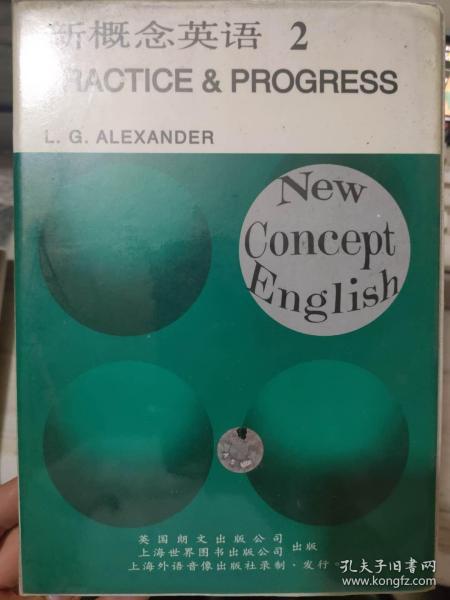 新概念英语 2
PRACTICE & PROGRESS
L. G. ALEXANDER
New
Concept
English
英国朗文出版公司
上海世界图书出版公司 出版
上海外语音像出版社录制·发行
孔夫子旧书网
www.kongfz.com